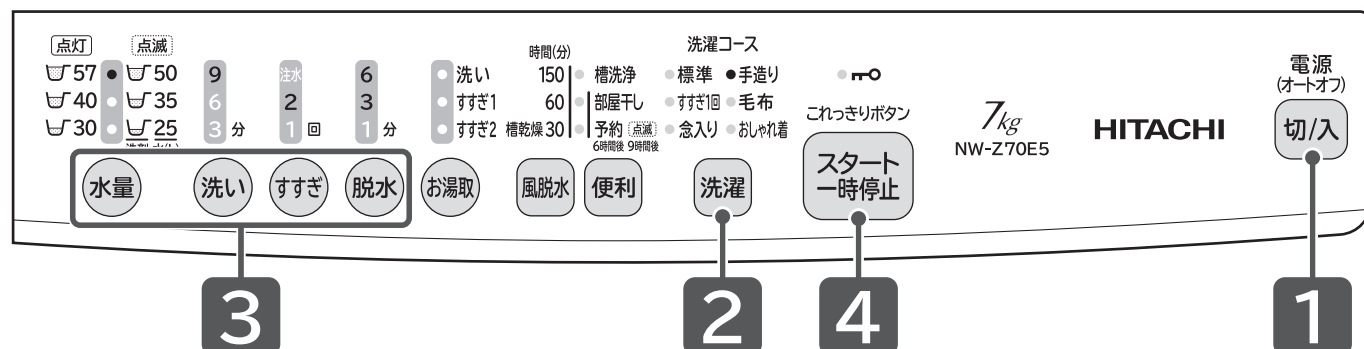 点灯 点滅
57 50
40 35
30 25
9
6
3 分
注水
2
1 回
6
3
1 分
洗い
すすぎ1
すすぎ2
時間(分)
150
60
槽乾燥 30
槽洗浄
部屋干し
予約 点滅
6時間後 9時間後
洗濯コース
標準 手造り
すすぎ1回 毛布
念入り おしゃれ着
これっきりボタン
7kg
NW-Z70E5
HITACHI
電源
(オートオフ)
切/入
水量
洗い
すすぎ
脱水
お湯取
風脱水
便利
洗濯
スタート
一時停止
3
2
4
1